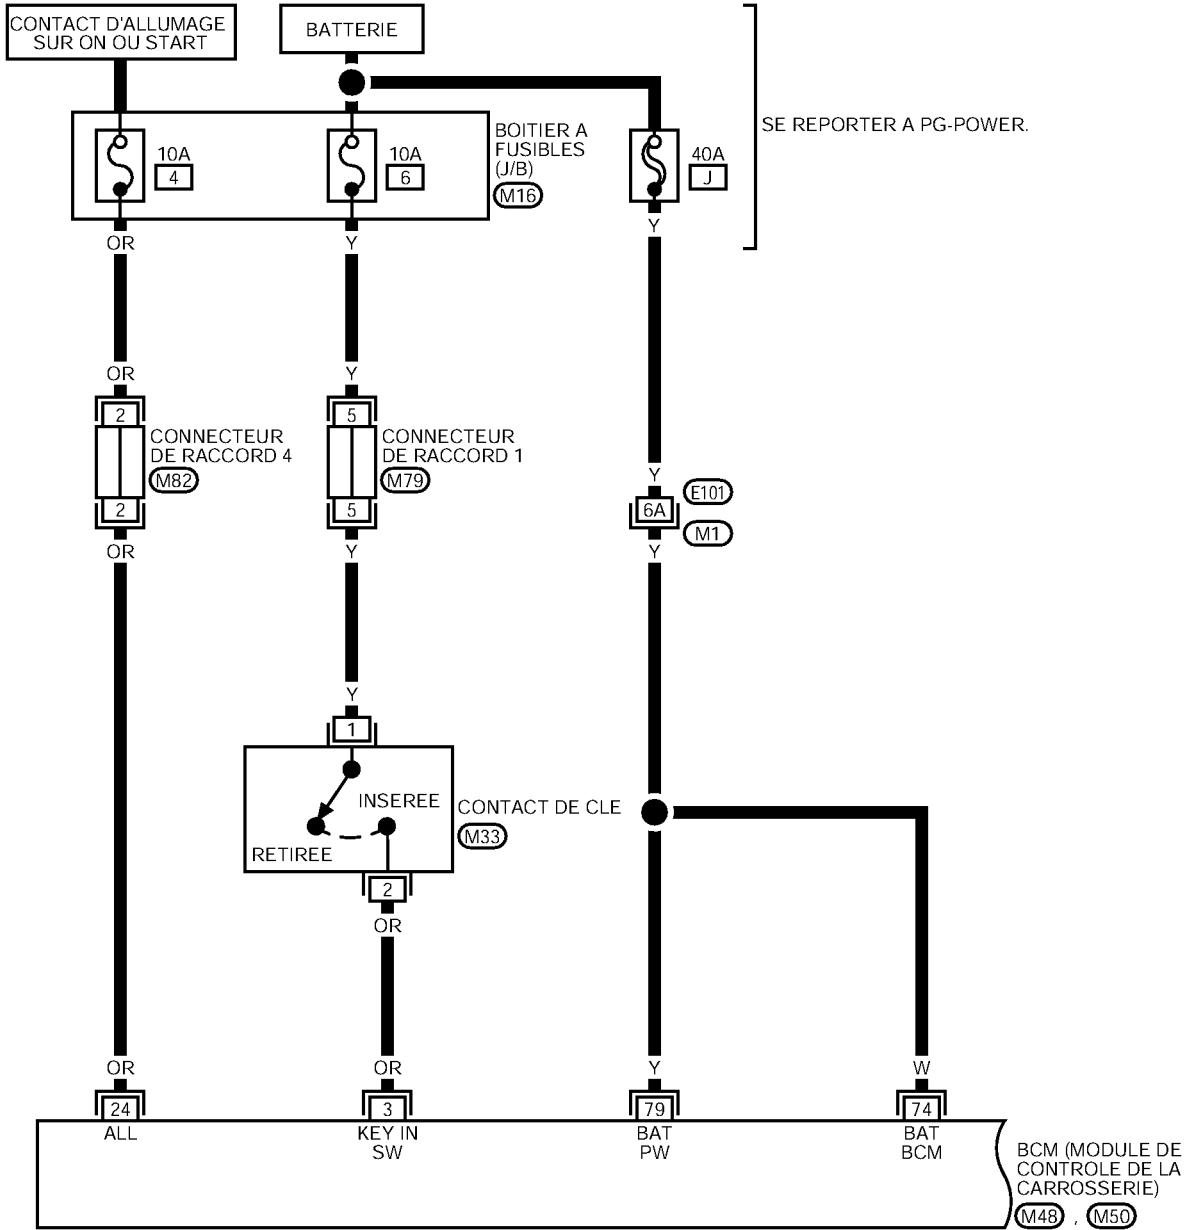 CONTACT D'ALLUMAGE
SUR ON OU START
BATTERIE
SE REPORTER A PG-POWER.
BOITIER A
FUSIBLES
(J/B)
M16
10A
4
10A
6
40A
J
OR
Y
Y
OR
Y
Y
2
5
CONNECTEUR
DE RACCORD 4
M82
CONNECTEUR
DE RACCORD 1
M79
E101
2
5
6A
M1
OR
Y
Y
Y
1
INSEREE
RETIREE
CONTACT DE CLE
M33
2
OR
OR
OR
Y
W
24
3
79
74
ALL
KEY IN
SW
BAT
PW
BAT
BCM
BCM (MODULE DE
CONTROLE DE LA
CARROSSERIE)
M48 , M50